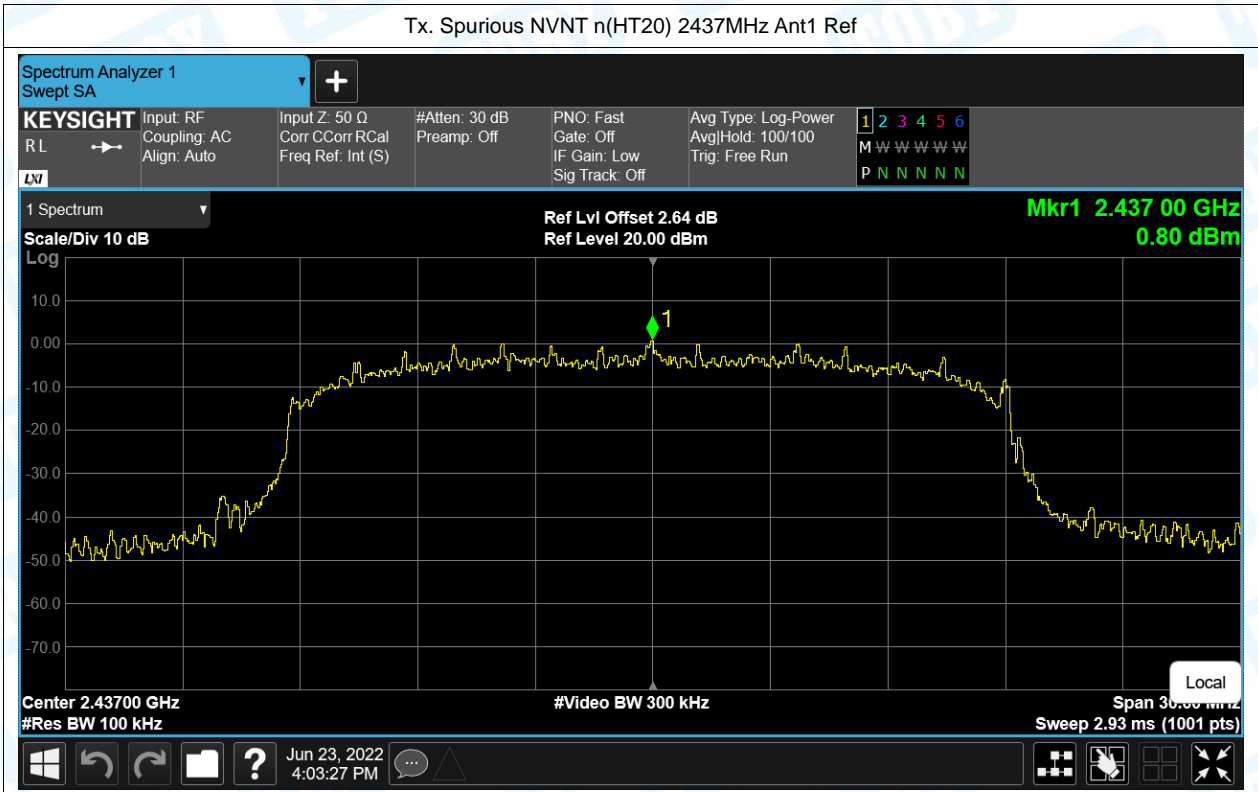 Tx. Spurious NVNT n(HT20) 2437MHz Ant1 Ref
Spectrum Analyzer 1
Swept SA
KEYSIGHT
RL
LXI
Input: RF
Coupling: AC
Align: Auto
Input Z: 50 Ω
Corr CCorr RCal
Freq Ref: Int (S)
#Atten: 30 dB
Preamp: Off
PNO: Fast
Gate: Off
IF Gain: Low
Sig Track: Off
Avg Type: Log-Power
Avg|Hold: 100/100
Trig: Free Run
1 2 3 4 5 6
M W W W W W
P N N N N N
1 Spectrum
Scale/Div 10 dB
Ref Lvl Offset 2.64 dB
Ref Level 20.00 dBm
Mkr1 2.437 00 GHz
0.80 dBm
Log
10.0
0.00
-10.0
-20.0
-30.0
-40.0
-50.0
-60.0
-70.0
1
Center 2.43700 GHz
#Res BW 100 kHz
#Video BW 300 kHz
Span 30.00 MHz
Sweep 2.93 ms (1001 pts)
Local
?
Jun 23, 2022
4:03:27 PM